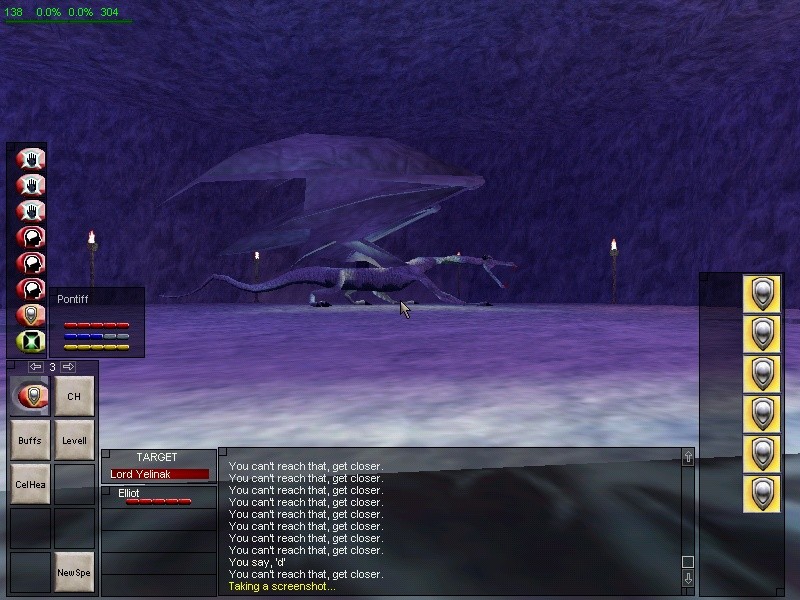 138 0.0% 0.0% 304
Pontiff
3
CH
Buffs
Levell
CelHea
NewSpe
TARGET
Lord Yelinak
Elliot
You can't reach that, get closer.
You can't reach that, get closer.
You can't reach that, get closer.
You can't reach that, get closer.
You can't reach that, get closer.
You can't reach that, get closer.
You can't reach that, get closer.
You can't reach that, get closer.
You say, 'd'
You can't reach that, get closer.
Taking a screenshot...